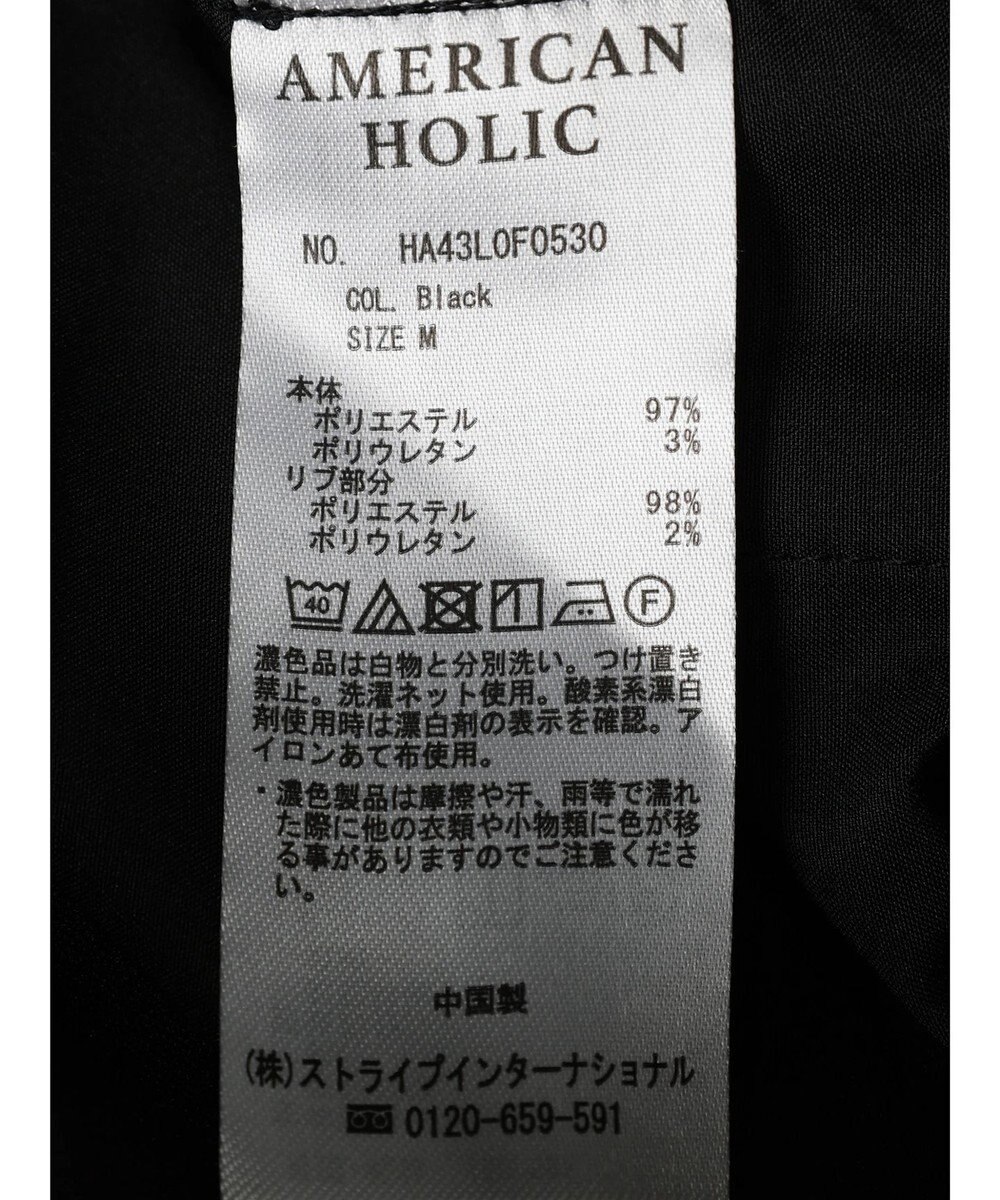 AMERICAN
HOLIC
NO. HA43L0F0530
COL. Black
SIZE M
本体
ポリエステル 97%
ポリウレタン 3%
リブ部分
ポリエステル 98%
ポリウレタン 2%
40 F
濃色品は白物と分別洗い。つけ置き
禁止。洗濯ネット使用。酸素系漂白
剤使用時は漂白剤の表示を確認。ア
イロンあて布使用。
・濃色製品は摩擦や汗、雨等で濡れ
た際に他の衣類や小物類に色が移
る事がありますのでご注意くださ
い。
中国製
(株)ストライプインターナショナル
0120-659-591